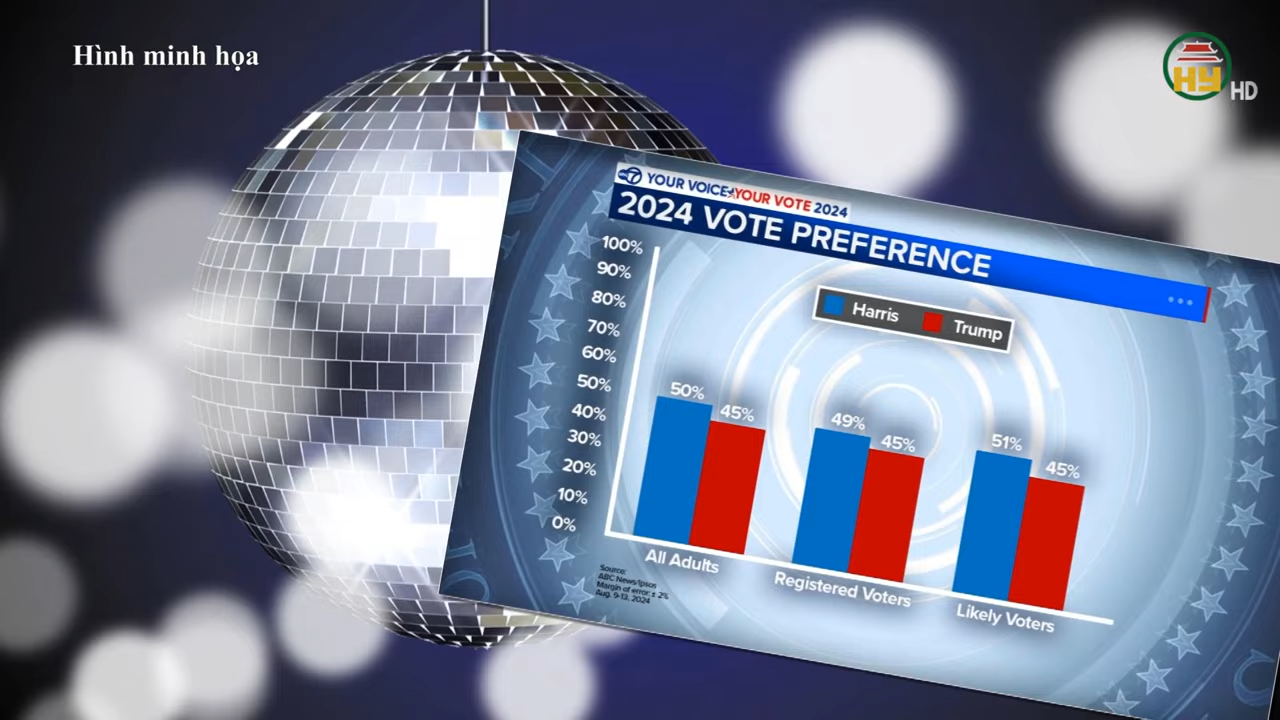 Hình minh họa
HY HD
abc 7 YOUR VOICE YOUR VOTE 2024
2024 VOTE PREFERENCE
Harris Trump
100%
90%
80%
70%
60%
50%
40%
30%
20%
10%
0%
50% 45%
49% 45%
51% 45%
All Adults
Registered Voters
Likely Voters
Source:
ABC News/Ipsos
Margin of error: ± 2%
Aug. 9-13, 2024